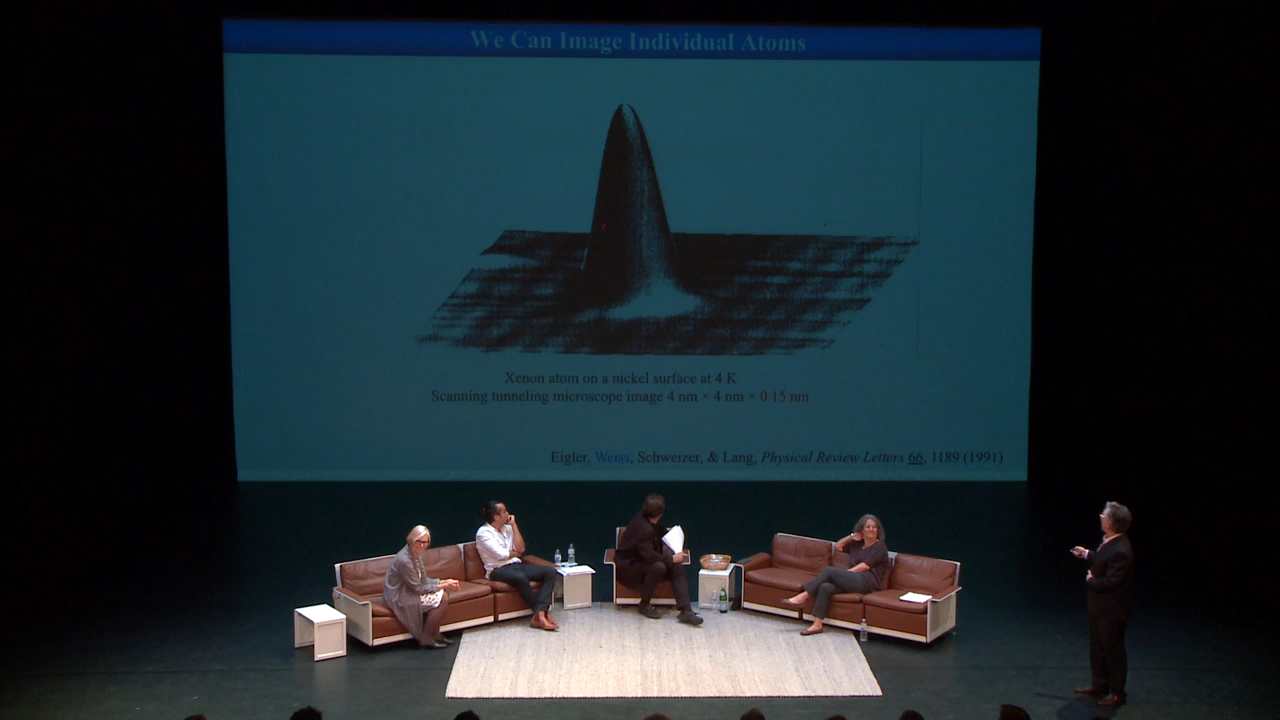 We Can Image Individual Atoms
Xenon atom on a nickel surface at 4 K
Scanning tunneling microscope image 4 nm × 4 nm × 0.15 nm
Eigler, Weiss, Schweizer, & Lang, Physical Review Letters 66, 1189 (1991)